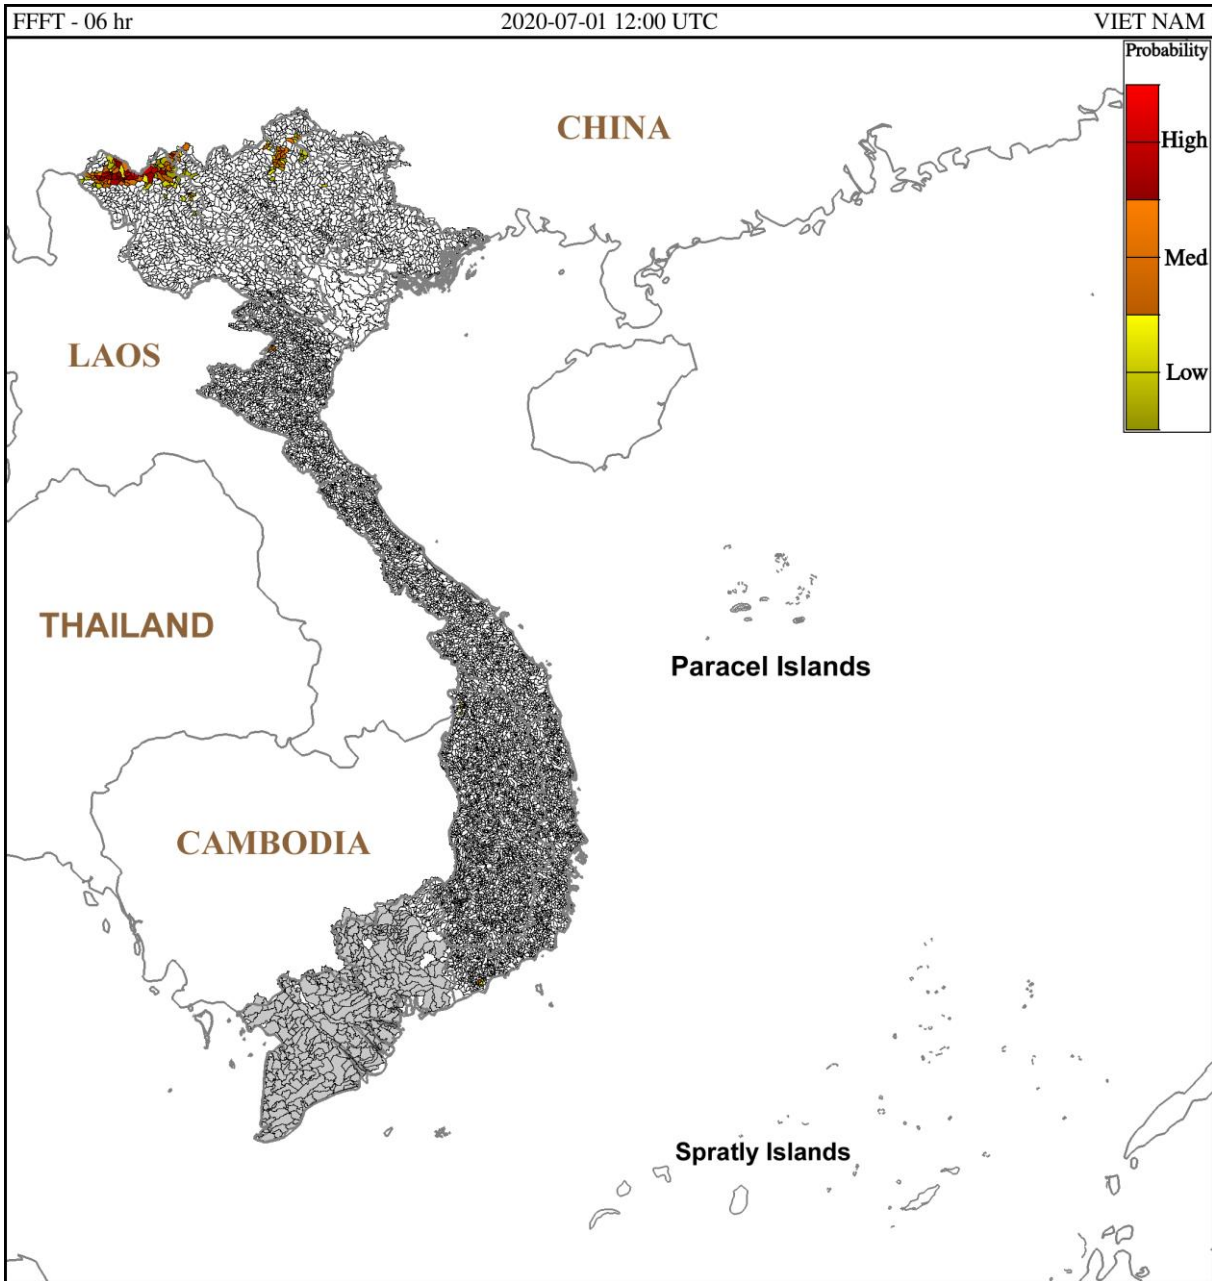 FFFT - 06 hr 2020-07-01 12:00 UTC VIET NAM
Probability
CHINA
High
Med
LAOS
Low
THAILAND
Paracel Islands
CAMBODIA
Spratly Islands